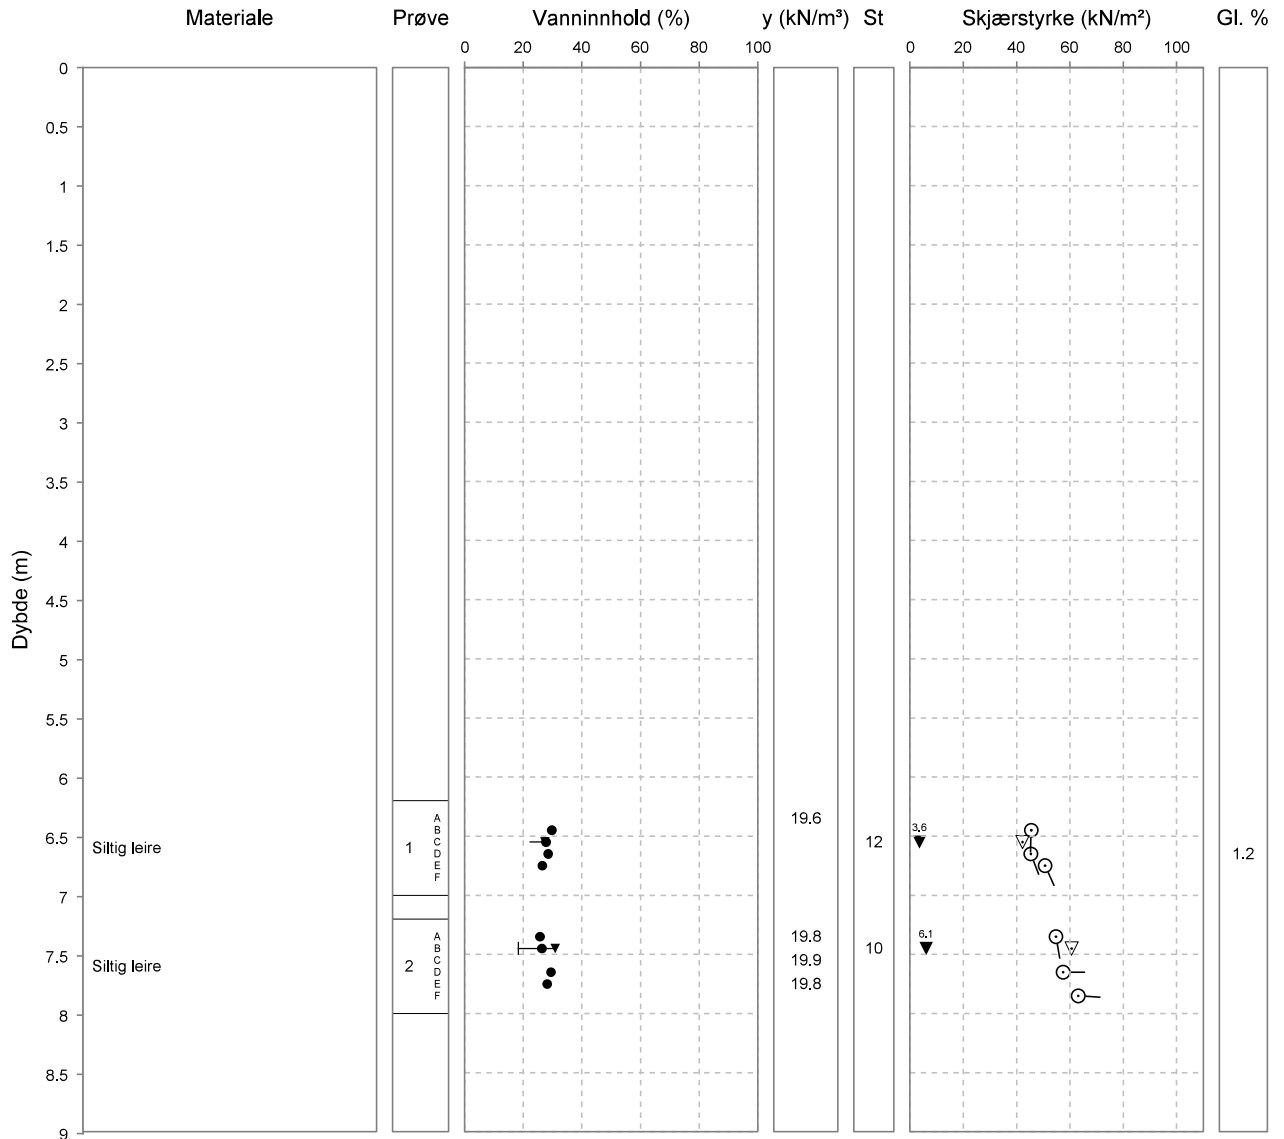 Materiale Prøve Vanninnhold (%) y (kN/m³) St Skjærstyrke (kN/m²) Gl. %
0 20 40 60 80 100 0 20 40 60 80 100
Dybde (m)
0
0.5
1
1.5
2
2.5
3
3.5
4
4.5
5
5.5
6
6.5
7
7.5
8
8.5
9
Siltig leire
1
A
B
C
D
E
F
19.6
12
3.6
1.2
Siltig leire
2
A
B
C
D
E
F
19.8
19.9
19.8
10
6.1